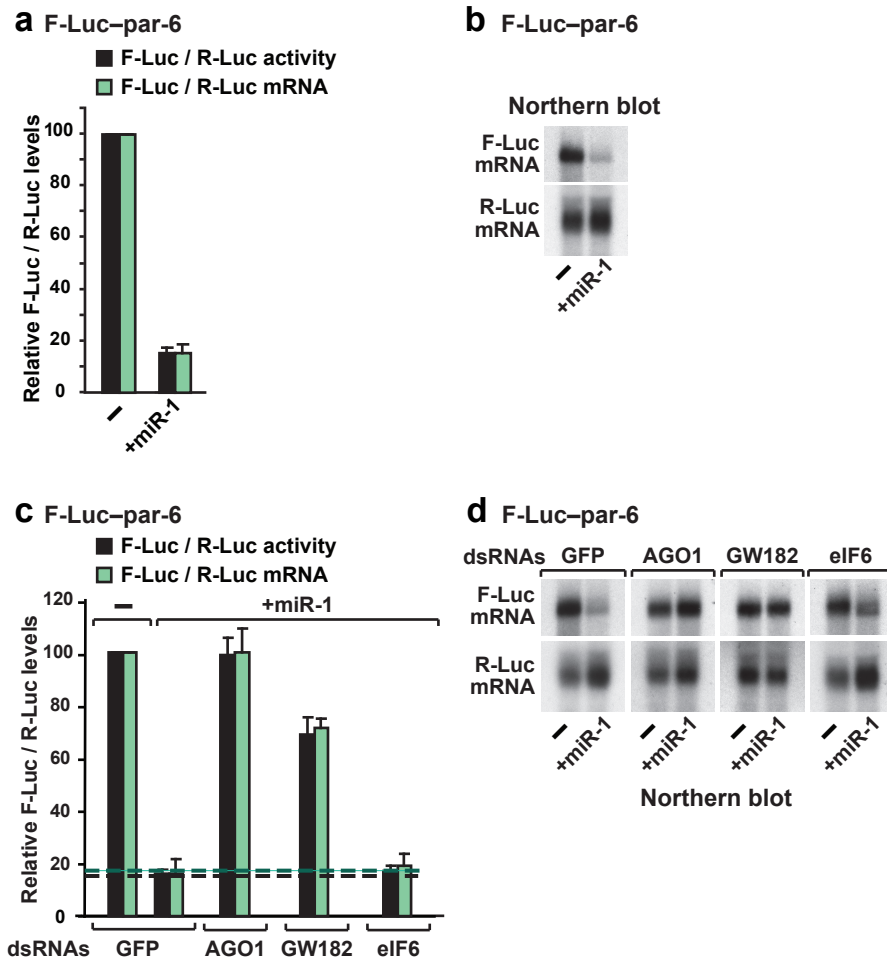 a F-Luc–par-6
F-Luc / R-Luc activity
F-Luc / R-Luc mRNA
Relative F-Luc / R-Luc levels
100
80
60
40
20
0
–
+miR-1
b F-Luc–par-6
Northern blot
F-Luc
mRNA
R-Luc
mRNA
–
+miR-1
c F-Luc–par-6
F-Luc / R-Luc activity
F-Luc / R-Luc mRNA
Relative F-Luc / R-Luc levels
– +miR-1
120
100
80
60
40
20
0
dsRNAs GFP AGO1 GW182 eIF6
d F-Luc–par-6
dsRNAs GFP AGO1 GW182 eIF6
F-Luc
mRNA
R-Luc
mRNA
– +miR-1 – +miR-1 – +miR-1 – +miR-1
Northern blot